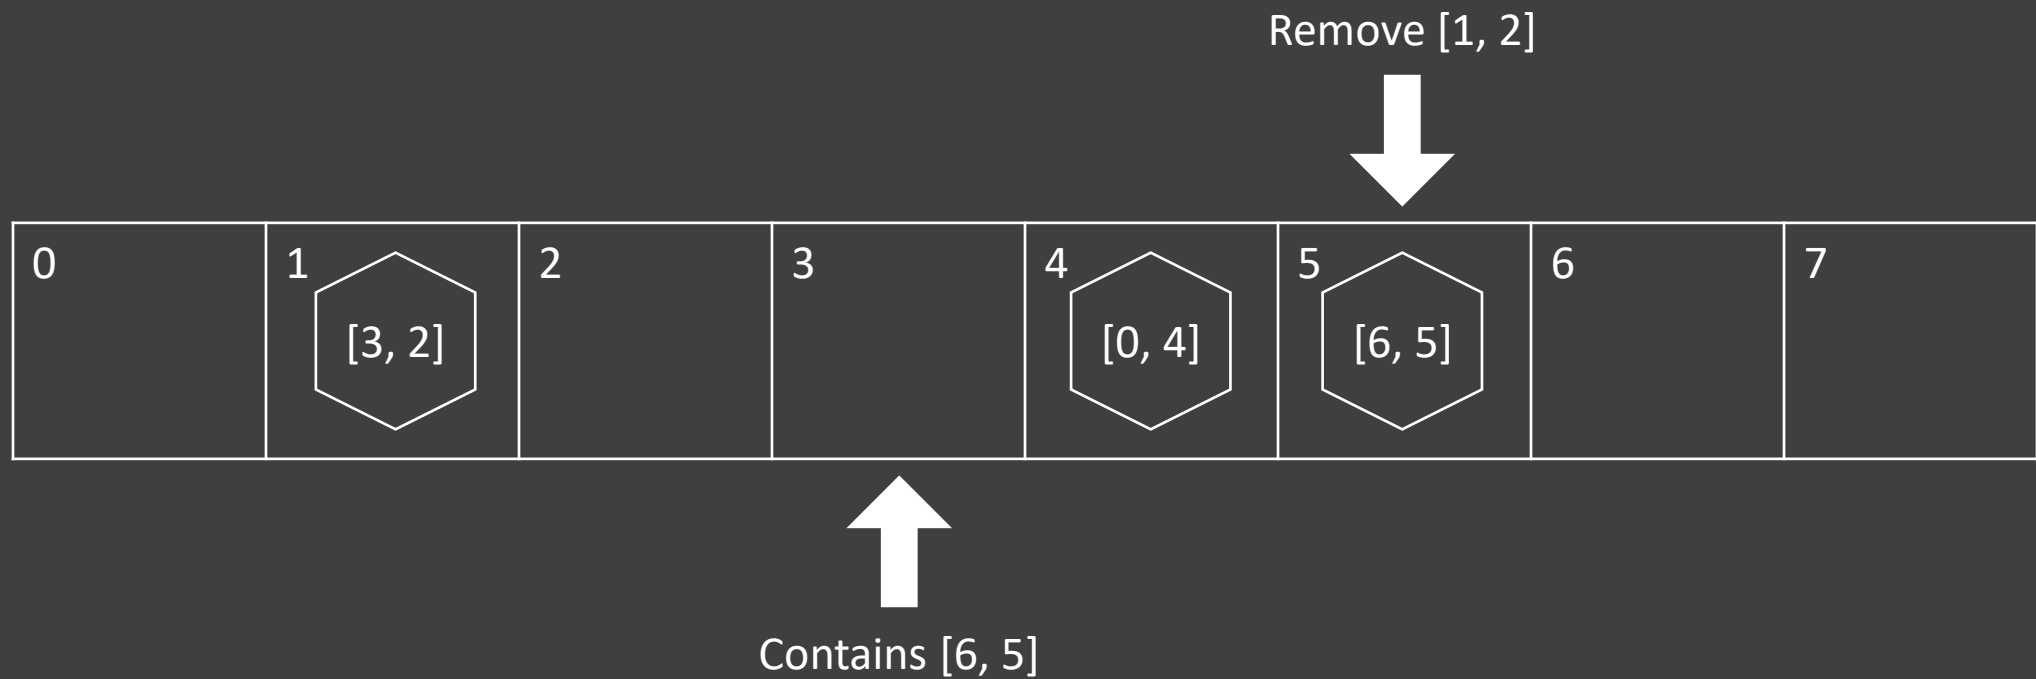 Remove [1, 2]
0 1 2 3 4 5 6 7
[3, 2] [0, 4] [6, 5]
Contains [6, 5]